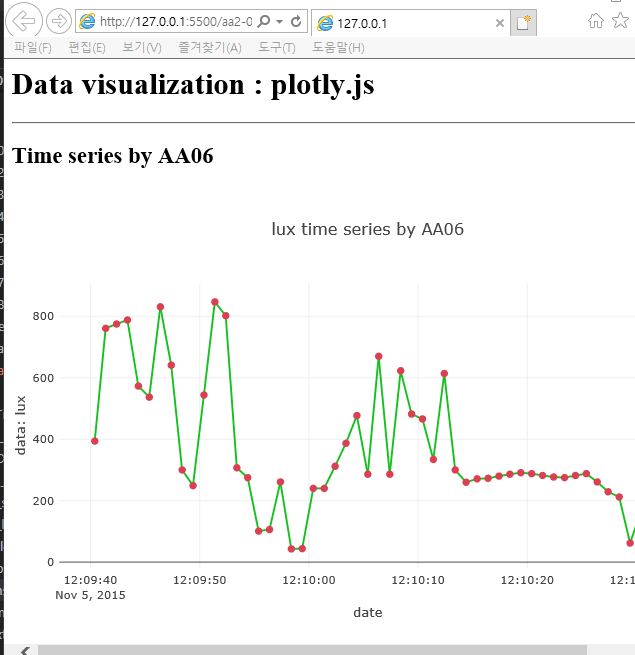 http://127.0.0.1:5500/aa2-0
127.0.0.1
파일(F) 편집(E) 보기(V) 즐겨찾기(A) 도구(T) 도움말(H)
Data visualization : plotly.js
Time series by AA06
lux time series by AA06
data: lux
800
600
400
200
0
12:09:40 12:09:50 12:10:00 12:10:10 12:10:20 12:1
Nov 5, 2015
date